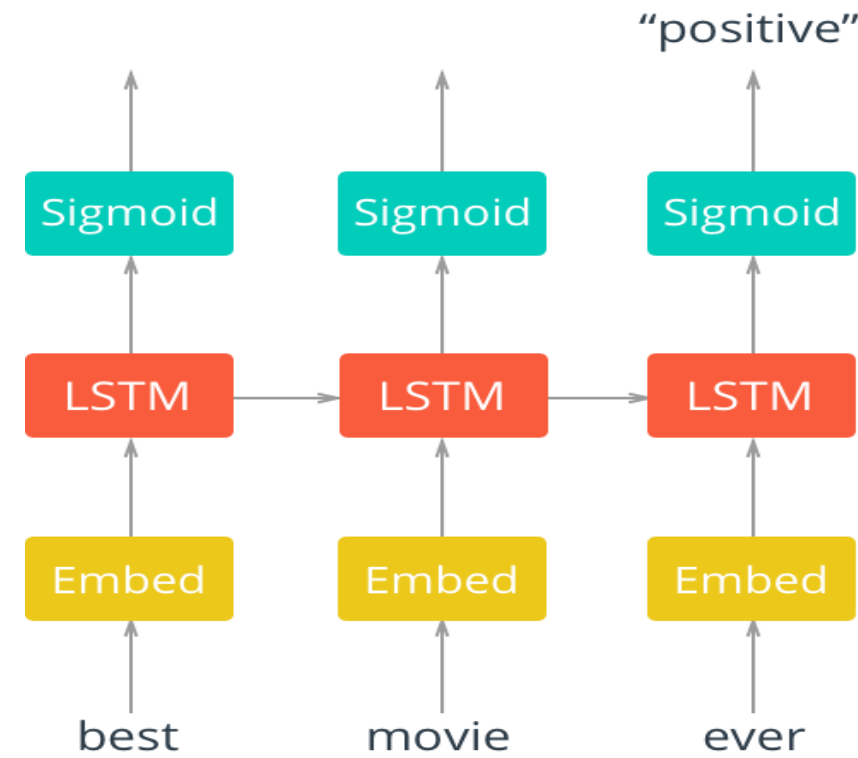 “positive”
Sigmoid Sigmoid Sigmoid
LSTM LSTM LSTM
Embed Embed Embed
best movie ever